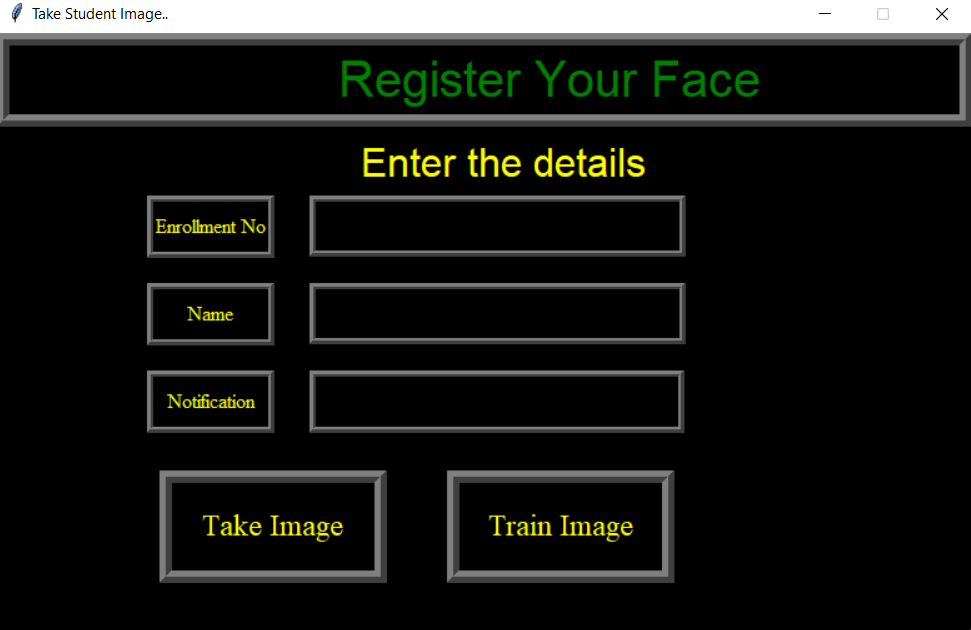 Take Student Image..
Register Your Face
Enter the details
Enrollment No
Name
Notification
Take Image
Train Image